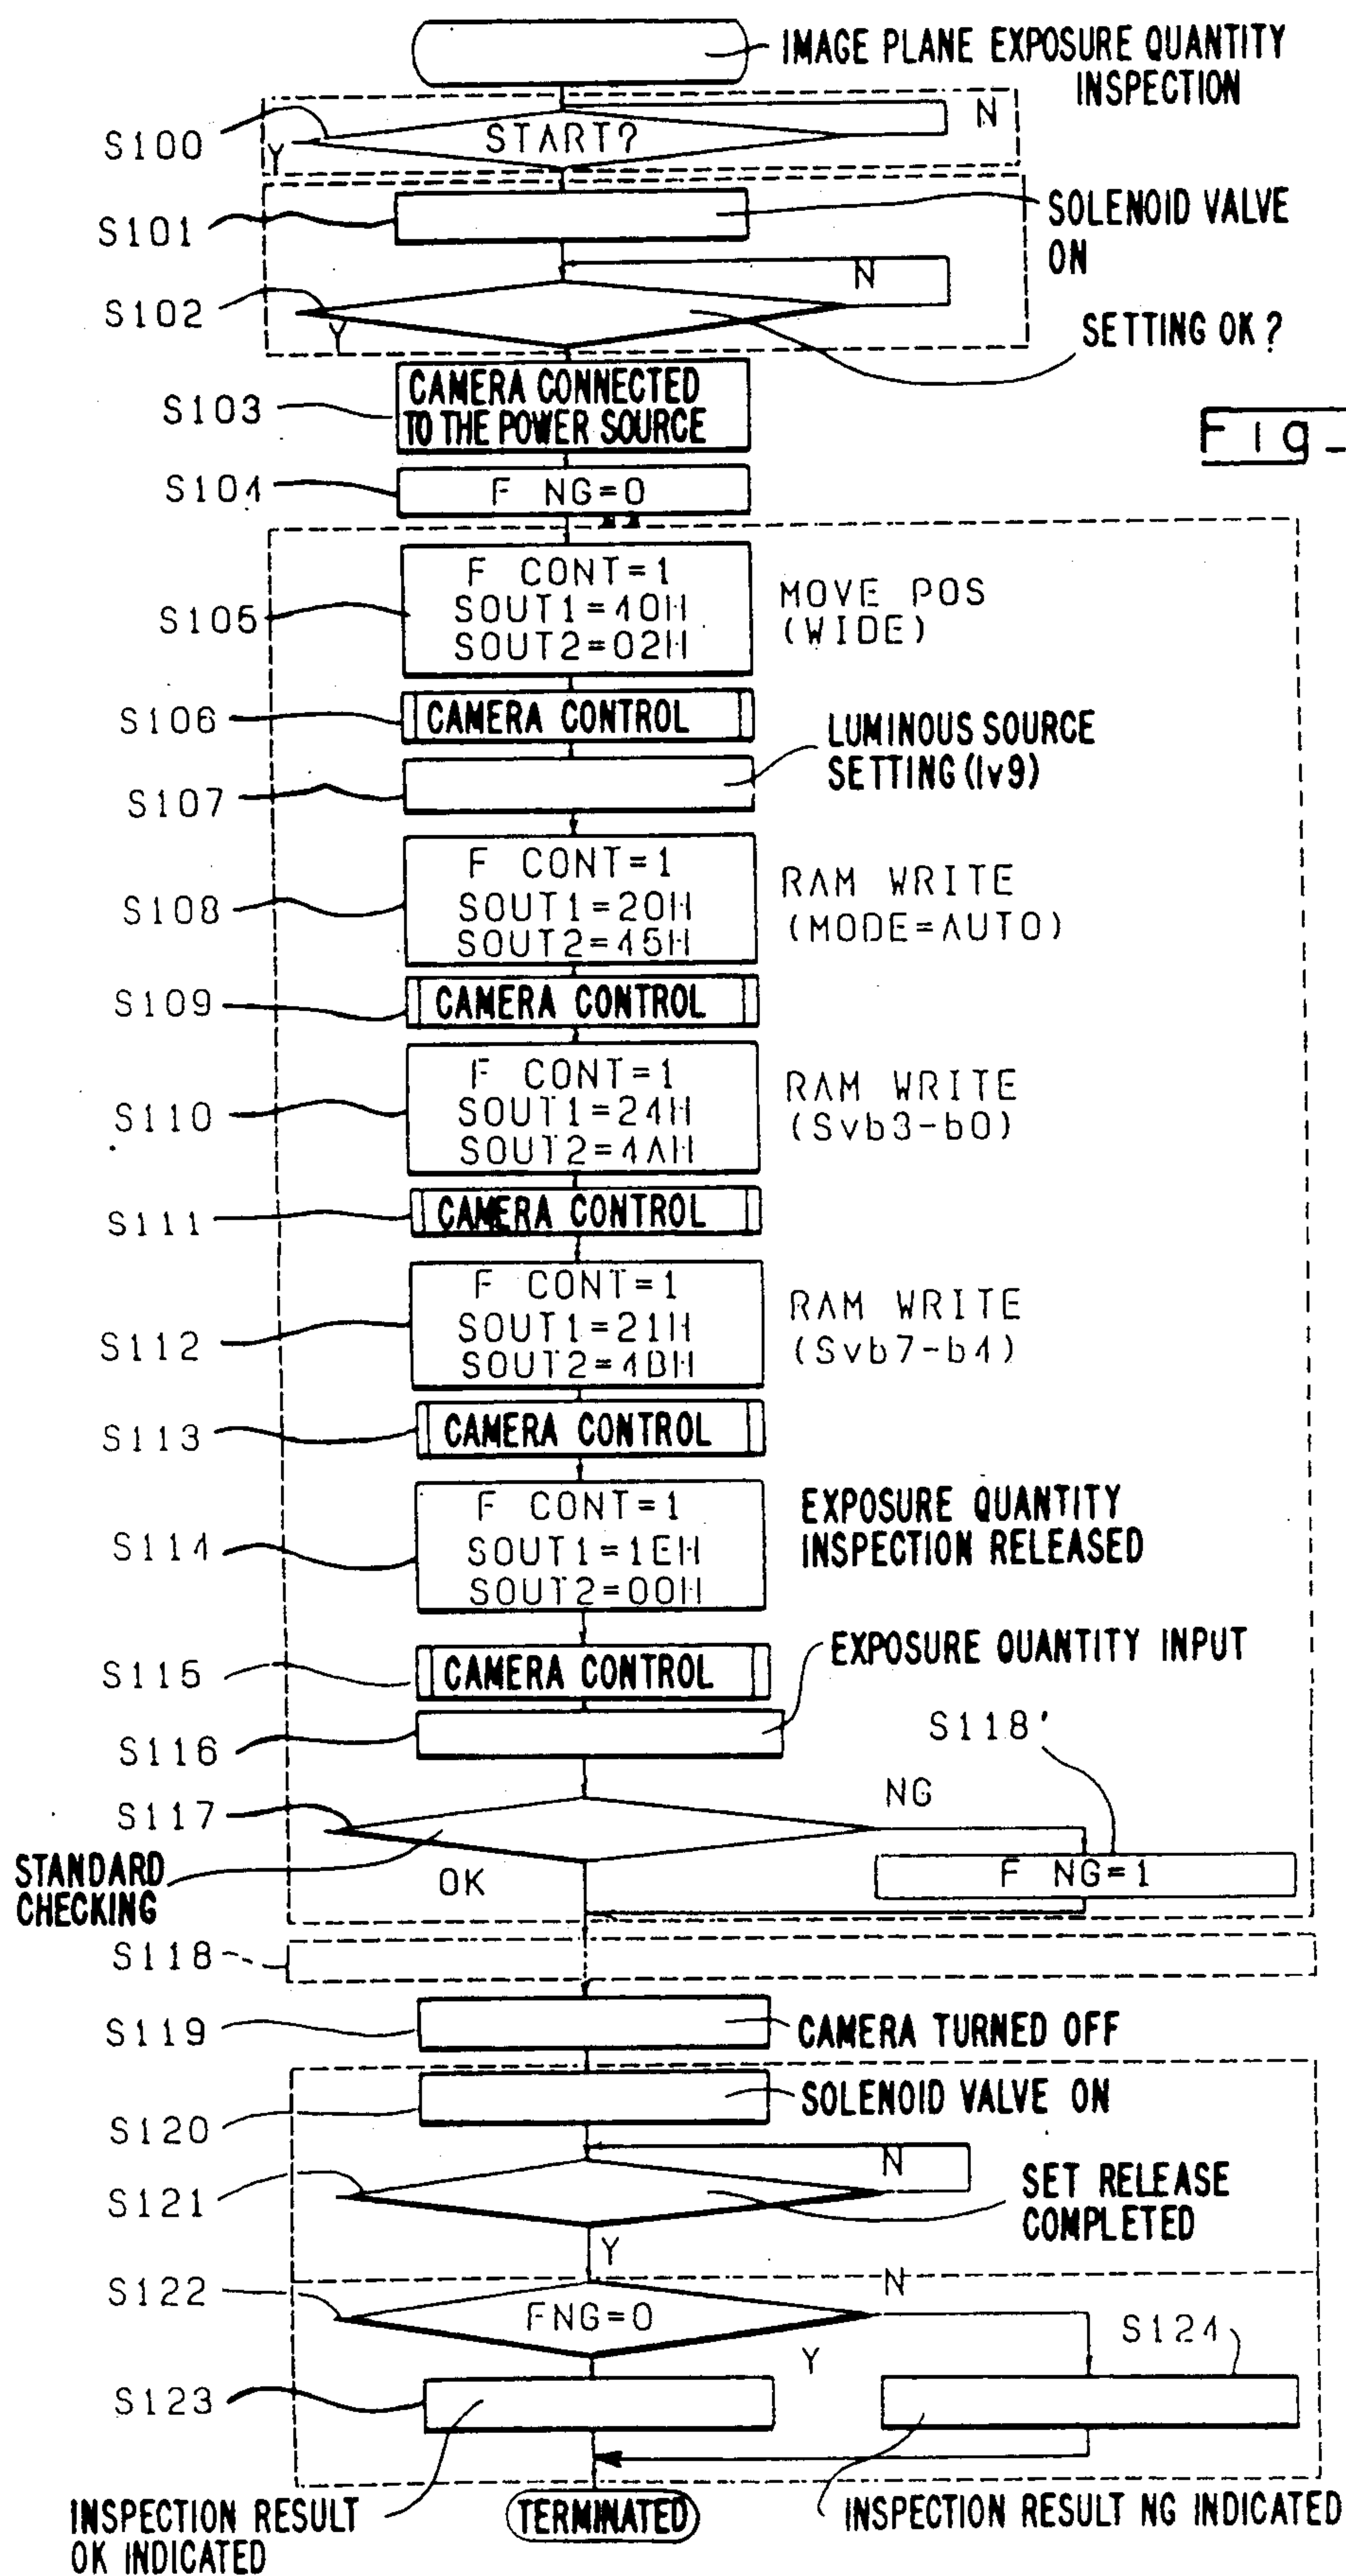 IMAGE PLANE EXPOSURE QUANTITY
INSPECTION
S100
START?
N
Y
S101
SOLENOID VALVE
ON
S102
N
Y
SETTING OK?
S103
CAMERA CONNECTED
TO THE POWER SOURCE
Fig-
S104
F NG=0
S105
F CONT=1
SOUT1=40H
SOUT2=02H
MOVE POS
(WIDE)
S106
CAMERA CONTROL
S107
LUMINOUS SOURCE
SETTING (lv9)
S108
F CONT=1
SOUT1=20H
SOUT2=45H
RAM WRITE
(MODE=AUTO)
S109
CAMERA CONTROL
S110
F CONT=1
SOUT1=24H
SOUT2=4AH
RAM WRITE
(Svb3-b0)
S111
CAMERA CONTROL
S112
F CONT=1
SOUT1=21H
SOUT2=4BH
RAM WRITE
(Svb7-b4)
S113
CAMERA CONTROL
S114
F CONT=1
SOUT1=1EH
SOUT2=00H
EXPOSURE QUANTITY
INSPECTION RELEASED
S115
CAMERA CONTROL
EXPOSURE QUANTITY INPUT
S116
S118'
S117
NG
STANDARD
CHECKING
OK
F NG=1
S118
S119
CAMERA TURNED OFF
S120
SOLENOID VALVE ON
S121
N
SET RELEASE
COMPLETED
Y
S122
FNG=0
N
Y
S124
S123
INSPECTION RESULT
OK INDICATED
TERMINATED
INSPECTION RESULT NG INDICATED